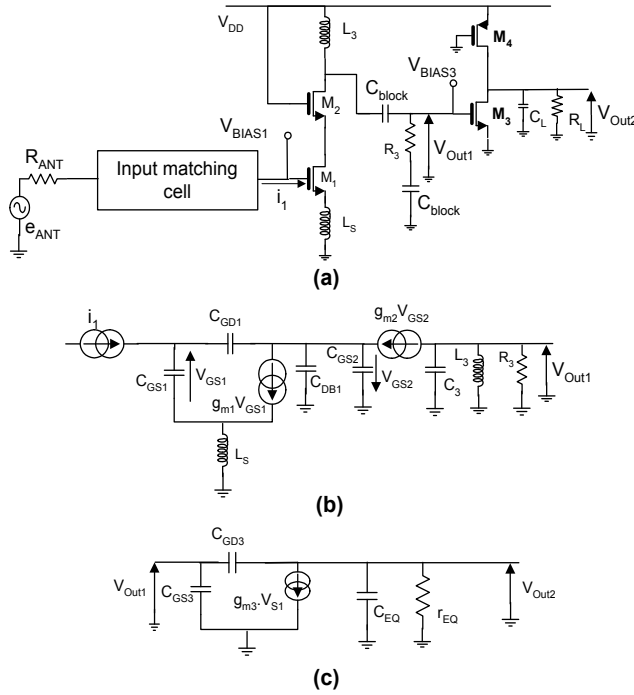 V_DD
L_3
M_4
C_block
V_BIAS3
M_2
M_3
V_BIAS1
C_L
R_L
V_Out2
R_ANT
R_3
V_Out1
Input matching
cell
M_1
i_1
C_block
L_S
e_ANT
(a)
i_1
C_GD1
g_m2V_GS2
C_GS2
L_3
R_3
C_GS1
V_GS1
C_DB1
V_GS2
C_3
V_Out1
g_m1V_GS1
L_S
(b)
C_GD3
V_Out1
C_GS3
g_m3.V_S1
C_EQ
r_EQ
V_Out2
(c)